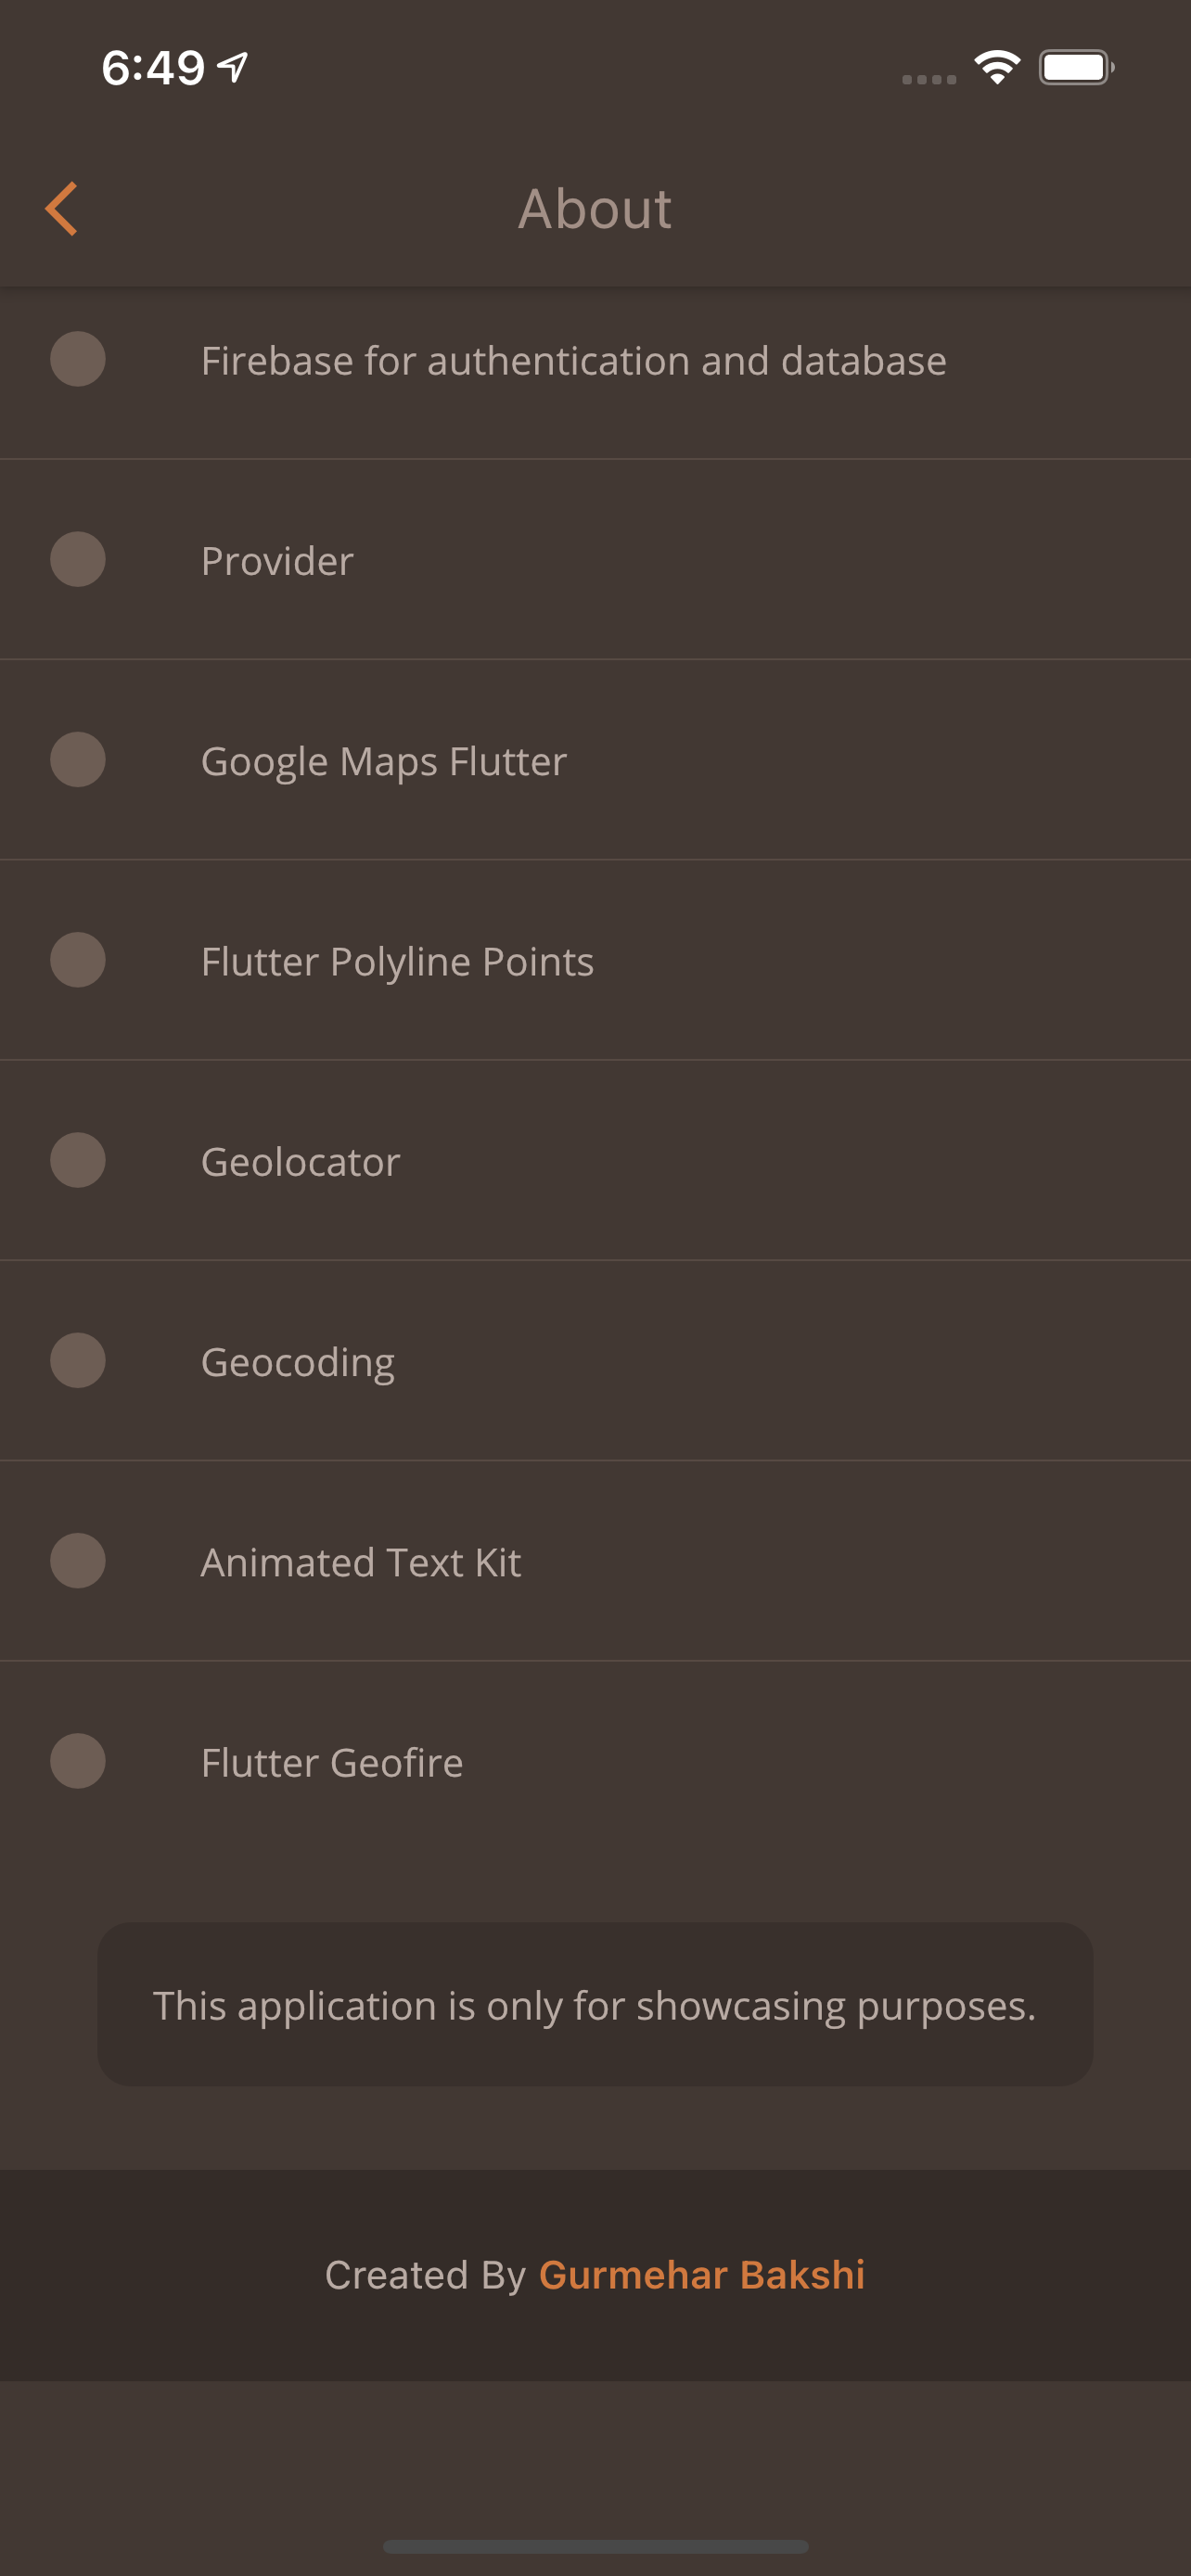 6:49
About
Firebase for authentication and database
Provider
Google Maps Flutter
Flutter Polyline Points
Geolocator
Geocoding
Animated Text Kit
Flutter Geofire
This application is only for showcasing purposes.
Created By Gurmehar Bakshi